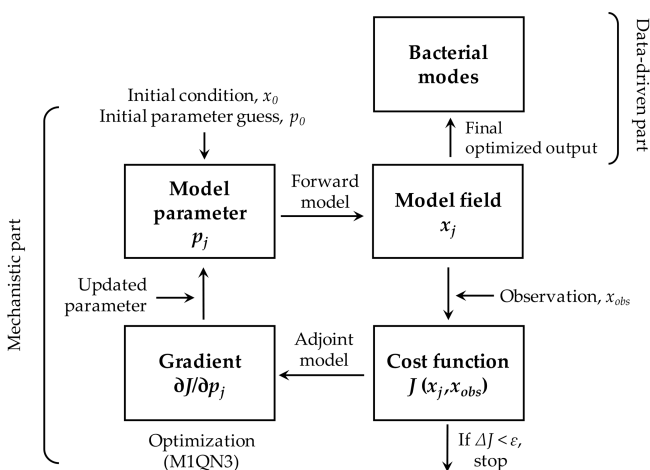 Bacterial
modes
Data-driven part
Initial condition, x0
Initial parameter guess, p0
Final
optimized output
Model
parameter
pj
Forward
model
Model field
xj
Mechanistic part
Updated
parameter
Observation, xobs
Gradient
∂J/∂pj
Adjoint
model
Cost function
J (xj,xobs)
Optimization
(M1QN3)
If ΔJ < ε,
stop